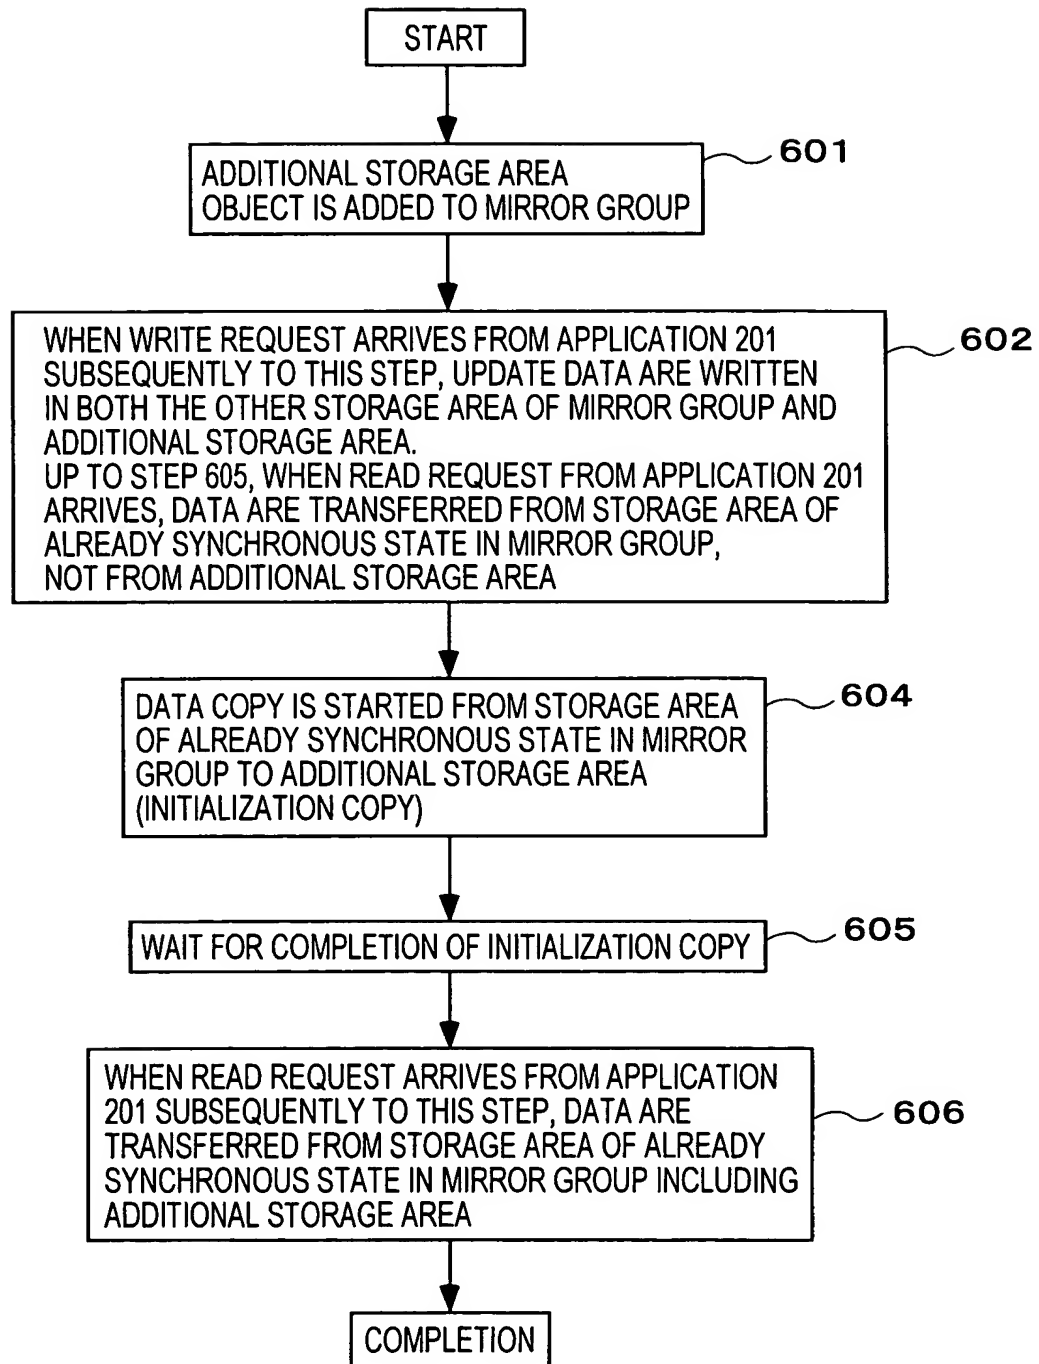 START
601
ADDITIONAL STORAGE AREA
OBJECT IS ADDED TO MIRROR GROUP
602
WHEN WRITE REQUEST ARRIVES FROM APPLICATION 201
SUBSEQUENTLY TO THIS STEP, UPDATE DATA ARE WRITTEN
IN BOTH THE OTHER STORAGE AREA OF MIRROR GROUP AND
ADDITIONAL STORAGE AREA.
UP TO STEP 605, WHEN READ REQUEST FROM APPLICATION 201
ARRIVES, DATA ARE TRANSFERRED FROM STORAGE AREA OF
ALREADY SYNCHRONOUS STATE IN MIRROR GROUP,
NOT FROM ADDITIONAL STORAGE AREA
604
DATA COPY IS STARTED FROM STORAGE AREA
OF ALREADY SYNCHRONOUS STATE IN MIRROR
GROUP TO ADDITIONAL STORAGE AREA
(INITIALIZATION COPY)
605
WAIT FOR COMPLETION OF INITIALIZATION COPY
606
WHEN READ REQUEST ARRIVES FROM APPLICATION
201 SUBSEQUENTLY TO THIS STEP, DATA ARE
TRANSFERRED FROM STORAGE AREA OF ALREADY
SYNCHRONOUS STATE IN MIRROR GROUP INCLUDING
ADDITIONAL STORAGE AREA
COMPLETION